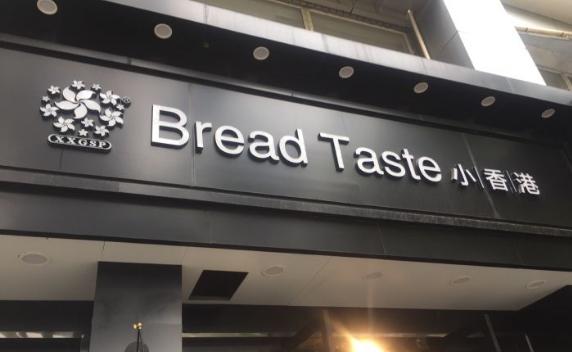 XXGSP
Bread Taste 小香港